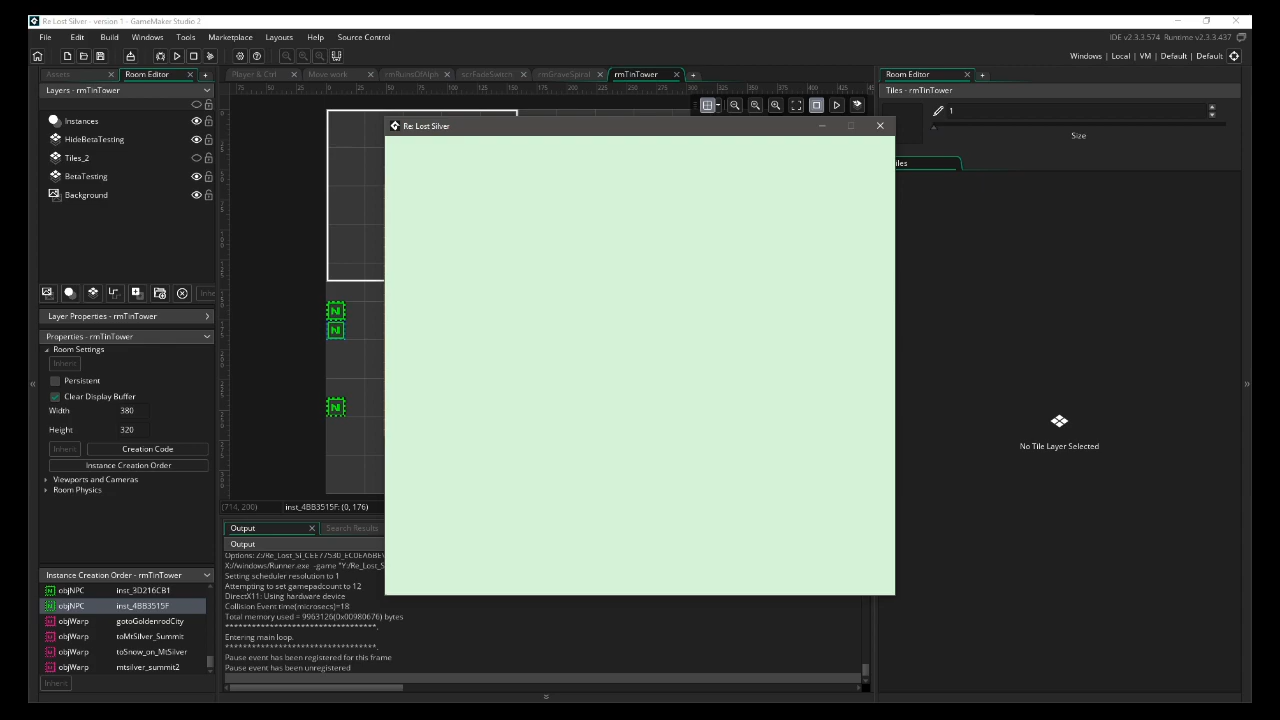 Re Lost Silver - version 1 - GameMaker Studio 2
File Edit Build Windows Tools Marketplace Layouts Help Source Control
IDE v2.3.3.574 Runtime v2.3.3.437
Windows | Local | VM | Default | Default
Assets Room Editor
Player & Ctrl Move work rmRuinsOfAlph scrFadeSwitch rmGraveSpiral rmTinTower
Room Editor
Layers - rmTinTower
Tiles - rmTinTower
1
Size
Instances
HideBetaTesting
Tiles_2
BetaTesting
Background
Re: Lost Silver
Inhe
Layer Properties - rmTinTower
Properties - rmTinTower
Room Settings
Inherit
Persistent
Clear Display Buffer
Width 380
Height 320
Inherit Creation Code
Instance Creation Order
Viewports and Cameras
Room Physics
No Tile Layer Selected
(714, 200) inst_4BB3515F: (0, 176)
Output Search Results
Output
X://windows/Runner.exe -game "Y:/Re_Lost_S
Setting scheduler resolution to 1
Attempting to set gamepadcount to 12
DirectX11: Using hardware device
Collision Event time(microsecs)=18
Total memory used = 9963126(0x00980676) bytes
Entering main loop.
Pause event has been registered for this frame
Pause event has been unregistered
Instance Creation Order - rmTinTower
objNPC inst_3D216CB1
objNPC inst_4BB3515F
objWarp gotoGoldenrodCity
objWarp toMtSilver_Summit
objWarp toSnow_on_MtSilver
objWarp mtsilver_summit2
Inherit